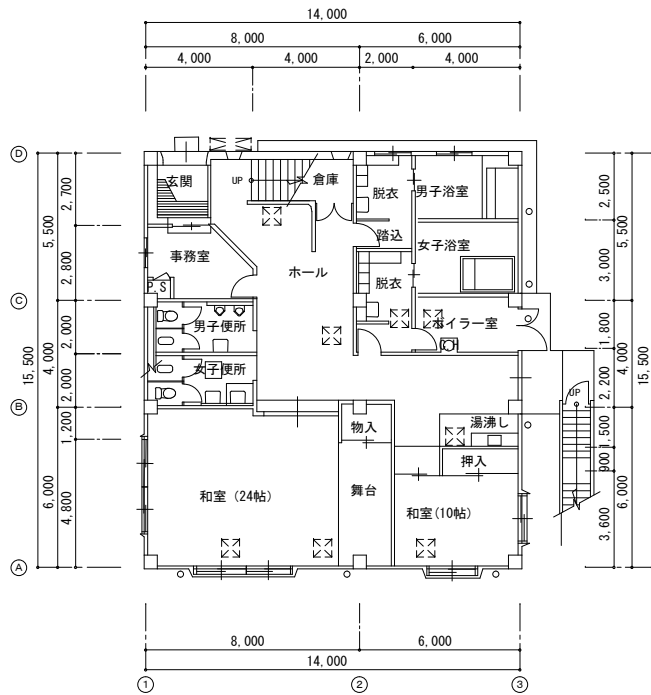 14,000
8,000 6,000
4,000 4,000 2,000 4,000
D
玄関
UP
倉庫
脱衣
男子浴室
踏込
女子浴室
事務室
ホール
脱衣
P.S
C
男子便所
ボイラー室
女子便所
B
UP
物入
湯沸し
押入
和室（24帖）
舞台
和室(10帖)
A
15,500
5,500
4,000
6,000
2,700
2,800
2,000
2,000
1,200
4,800
2,500
3,000
1,800
2,200
1,500
900
3,600
5,500
4,000
6,000
15,500
8,000 6,000
14,000
1 2 3